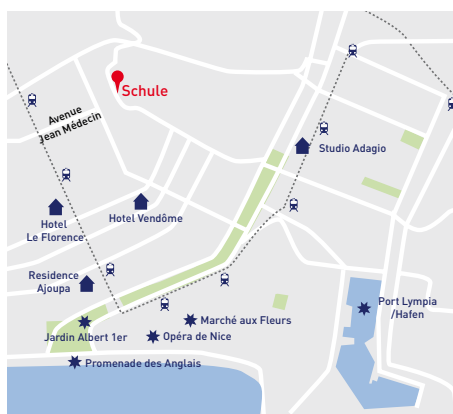 Schule
Avenue
Jean Médecin
Studio Adagio
Hotel
Le Florence
Hotel Vendôme
Residence
Ajoupa
Port Lympia
/Hafen
Marché aux Fleurs
Jardin Albert 1er
Opéra de Nice
Promenade des Anglais